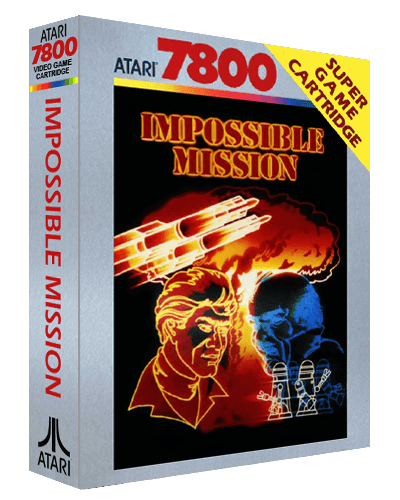 ATARI
7800
VIDEO GAME
CARTRIDGE
IMPOSSIBLE MISSION
ATARI
ATARI 7800
SUPER
GAME
CARTRIDGE
IMPOSSIBLE
MISSION